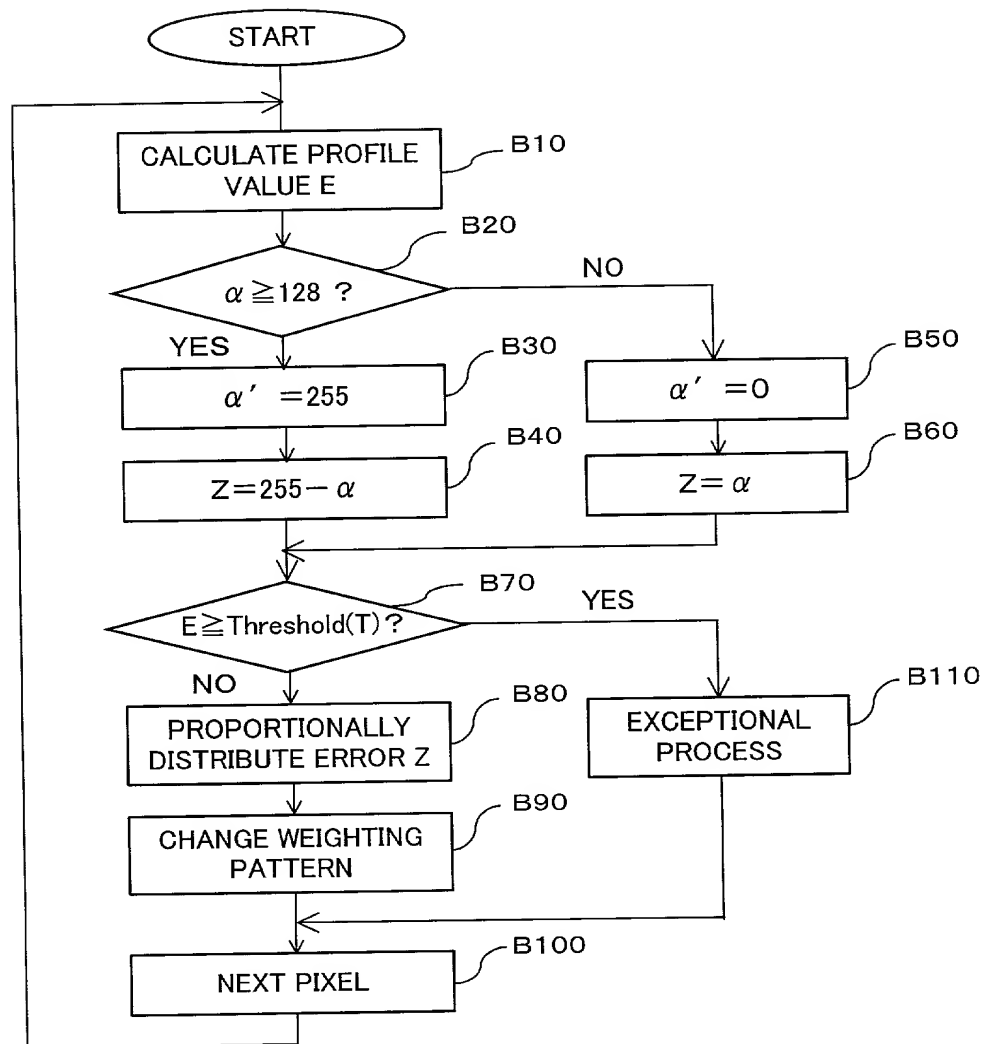 START
CALCULATE PROFILE
VALUE E
B10
B20
α≧128 ?
NO
YES
B30
α′ =255
B50
α′ =0
B40
Z=255-α
B60
Z=α
B70
E≧Threshold(T)?
YES
NO
B80
PROPORTIONALLY
DISTRIBUTE ERROR Z
B110
EXCEPTIONAL
PROCESS
B90
CHANGE WEIGHTING
PATTERN
B100
NEXT PIXEL